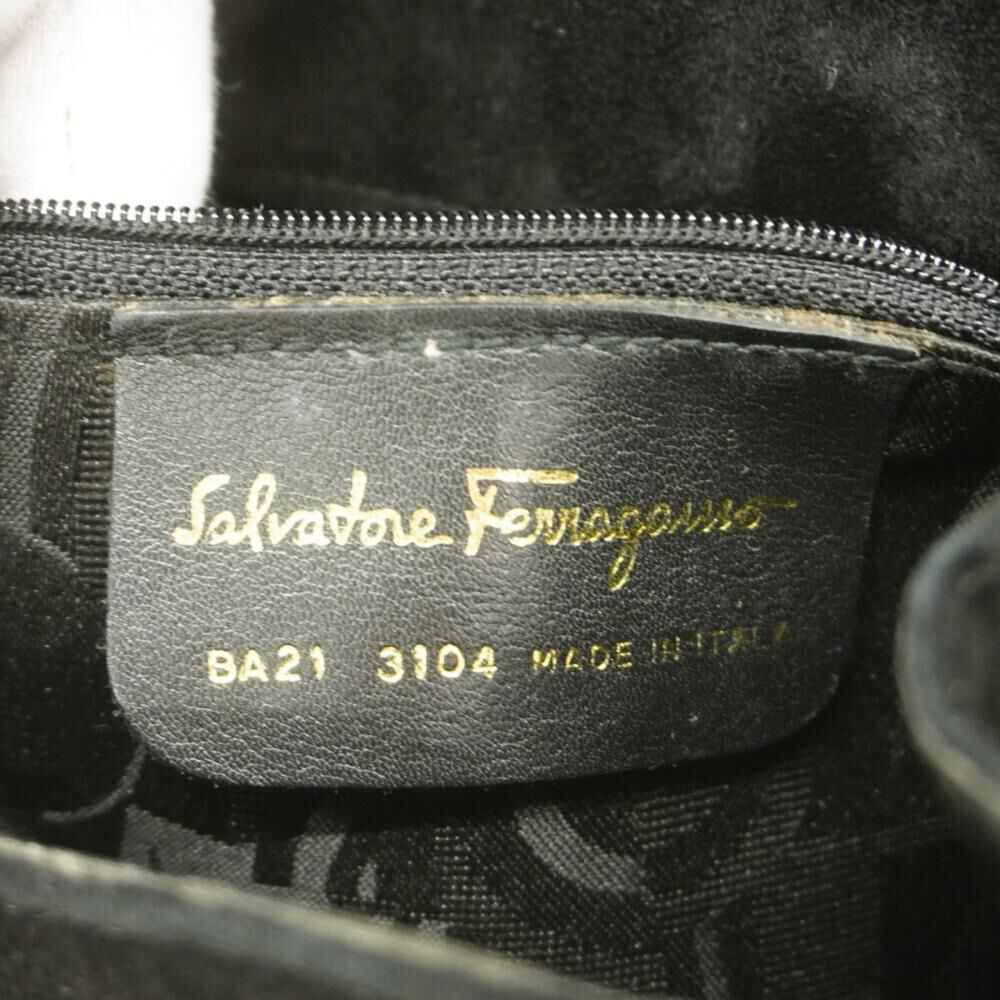 Salvatore Ferragamo
BA21 3104 MADE IN ITALY